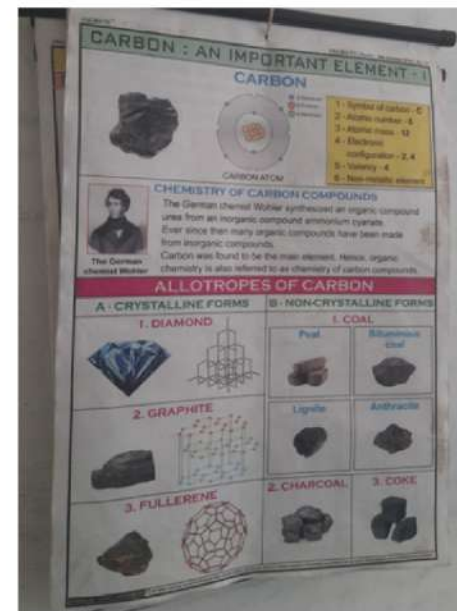 CARBON : AN IMPORTANT ELEMENT - 1
CARBON
CARBON ATOM
1 - Symbol of carbon - C
2 - Atomic number - 6
3 - Atomic mass - 12
4 - Electronic
configuration - 2, 4
5 - Valency - 4
6 - Non-metallic element
CHEMISTRY OF CARBON COMPOUNDS
The German chemist Wohler synthesized an organic compound
urea from an inorganic compound ammonium cyanate.
Ever since then many organic compounds have been made
from inorganic compounds.
Carbon was found to be the main element. Hence, organic
chemistry is also referred to as chemistry of carbon compounds.
The German
chemist Wohler
ALLOTROPES OF CARBON
A - CRYSTALLINE FORMS
1. DIAMOND
2. GRAPHITE
3. FULLERENE
B - NON-CRYSTALLINE FORMS
1. COAL
Peat
Bituminous
coal
Lignite
Anthracite
2. CHARCOAL
3. COKE